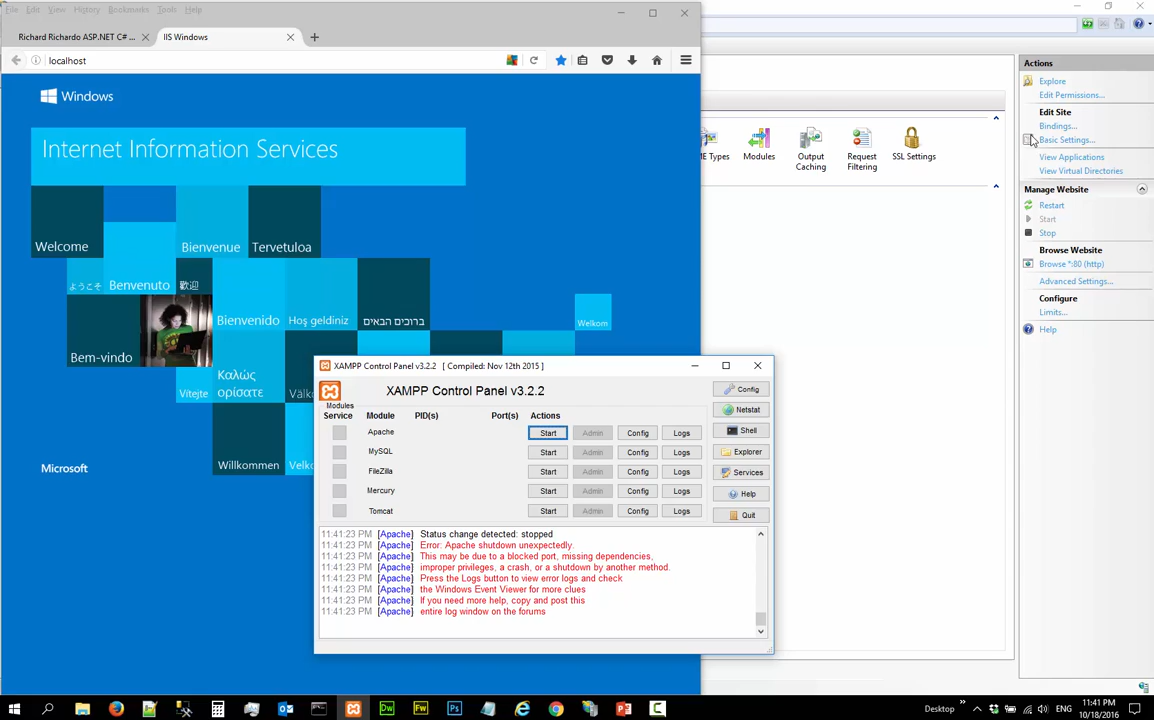 File Edit View History Bookmarks Tools Help
Richard Richardo ASP.NET C# ...
IIS Windows
localhost
Windows
Internet Information Services
Welcome
Bienvenue
Tervetuloa
ようこそ
Benvenuto
歡迎
Bienvenido
Hoş geldiniz
ברוכים הבאים
Welkom
Bem-vindo
Vítejte
Καλώς
ορίσατε
Välko
Willkommen
Velko
Microsoft
ME Types
Modules
Output
Caching
Request
Filtering
SSL Settings
Actions
Explore
Edit Permissions...
Edit Site
Bindings...
Basic Settings...
View Applications
View Virtual Directories
Manage Website
Restart
Start
Stop
Browse Website
Browse *:80 (http)
Advanced Settings...
Configure
Limits...
Help
XAMPP Control Panel v3.2.2 [ Compiled: Nov 12th 2015 ]
XAMPP Control Panel v3.2.2
Config
Modules
Service Module PID(s) Port(s) Actions
Netstat
Apache Start Admin Config Logs
Shell
MySQL Start Admin Config Logs
Explorer
FileZilla Start Admin Config Logs
Services
Mercury Start Admin Config Logs
Help
Tomcat Start Admin Config Logs
Quit
11:41:23 PM [Apache] Status change detected: stopped
11:41:23 PM [Apache] Error: Apache shutdown unexpectedly.
11:41:23 PM [Apache] This may be due to a blocked port, missing dependencies,
11:41:23 PM [Apache] improper privileges, a crash, or a shutdown by another method.
11:41:23 PM [Apache] Press the Logs button to view error logs and check
11:41:23 PM [Apache] the Windows Event Viewer for more clues
11:41:23 PM [Apache] If you need more help, copy and post this
11:41:23 PM [Apache] entire log window on the forums
Desktop
ENG
11:41 PM
10/18/2016